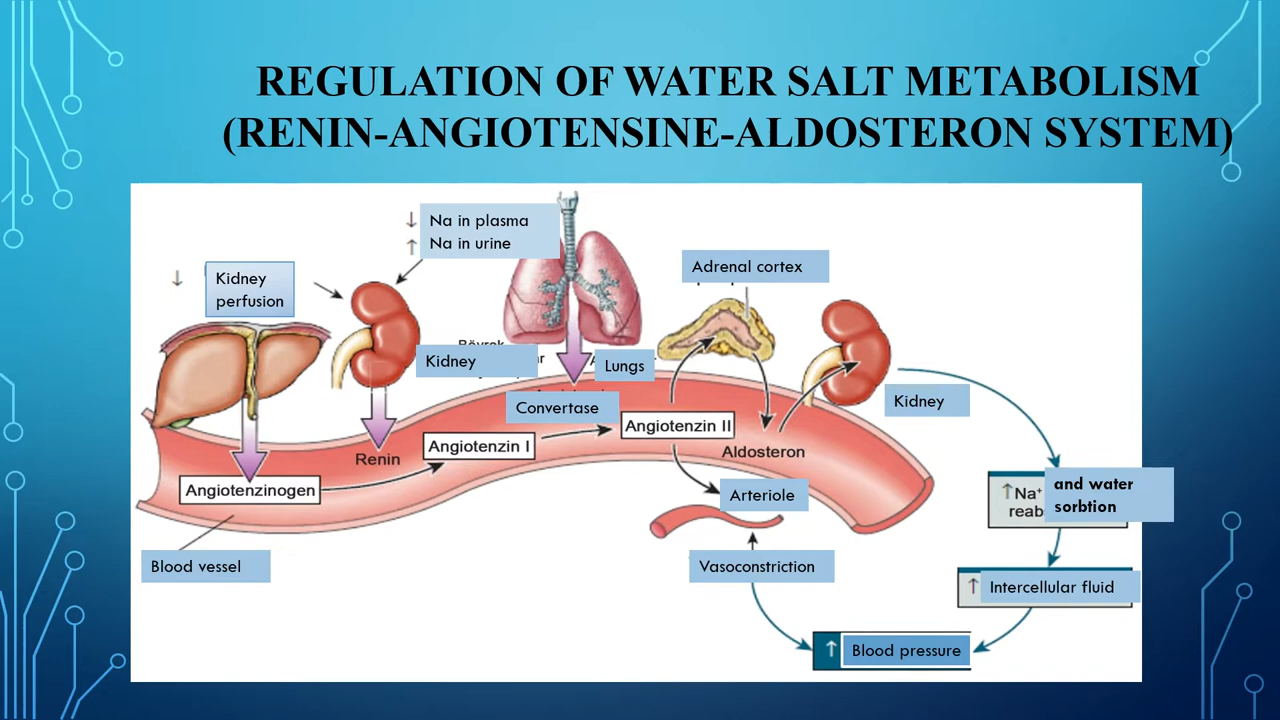 REGULATION OF WATER SALT METABOLISM
(RENIN-ANGIOTENSINE-ALDOSTERON SYSTEM)
↓ Na in plasma
↑ Na in urine
↓ Kidney
perfusion
Adrenal cortex
Kidney
Lungs
Kidney
Convertase
Angiotenzin I
Angiotenzin II
Renin
Aldosteron
Angiotenzinogen
Arteriole
↑Na⁺ and water
reab sorbtion
Blood vessel
Vasoconstriction
↑ Intercellular fluid
↑ Blood pressure